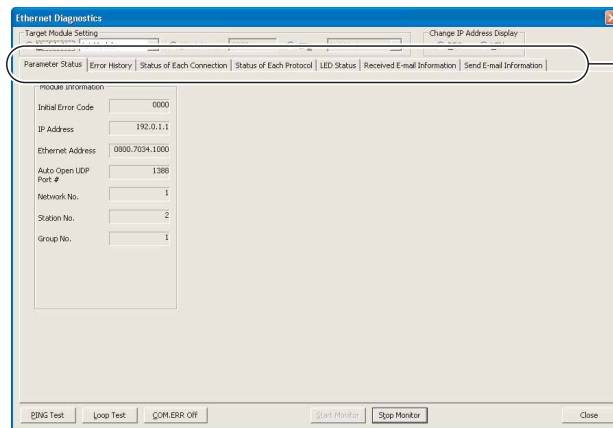 Ethernet Diagnostics
Target Module Setting
Change IP Address Display
Parameter Status Error History Status of Each Connection Status of Each Protocol LED Status Received E-mail Information Send E-mail Information
Module Information
Initial Error Code 0000
IP Address 192.0.1.1
Ethernet Address 0800.7034.1000
Auto Open UDP
Port # 1388
Network No. 1
Station No. 2
Group No. 1
PING Test Loop Test COM.ERR Off Start Monitor Stop Monitor Close